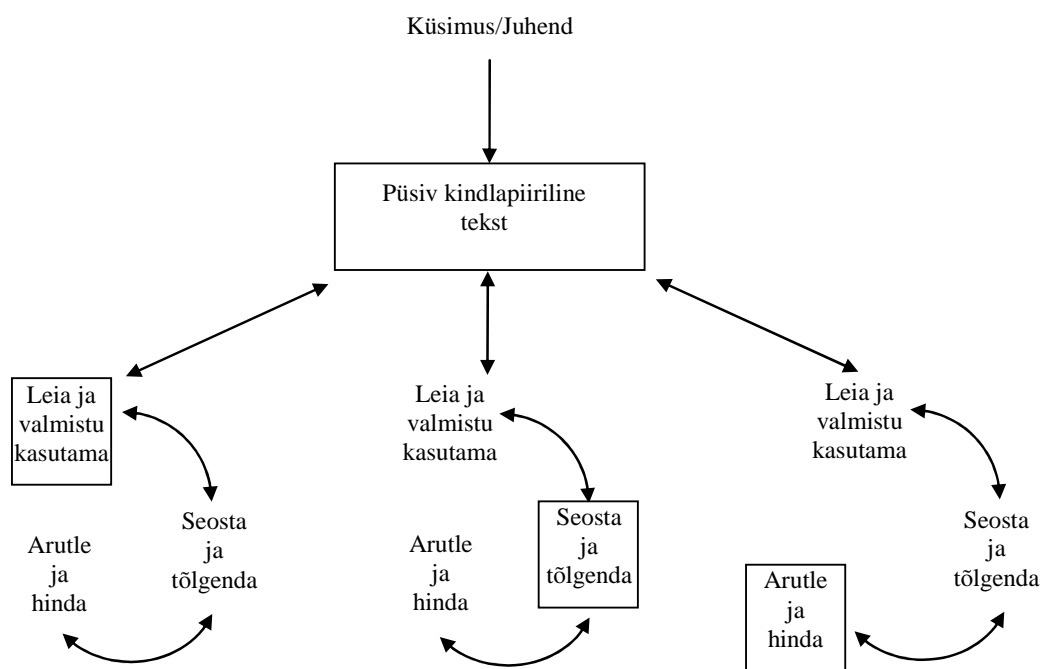 Küsimus/Juhend
Püsiv kindlapiiriline
tekst
Leia ja
valmistu
kasutama
Seosta
ja
tõlgenda
Arutle
ja
hinda
Leia ja
valmistu
kasutama
Seosta
ja
tõlgenda
Arutle
ja
hinda
Leia ja
valmistu
kasutama
Seosta
ja
tõlgenda
Arutle
ja
hinda